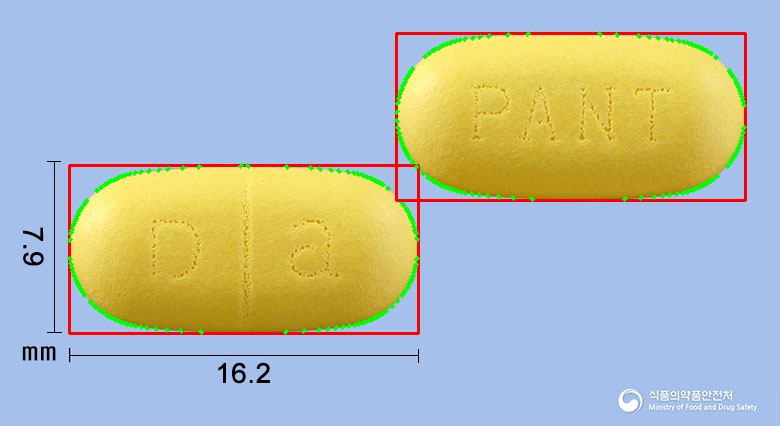 PANT
D a
7.9
mm
16.2
식품의약품안전처
Ministry of Food and Drug Safety